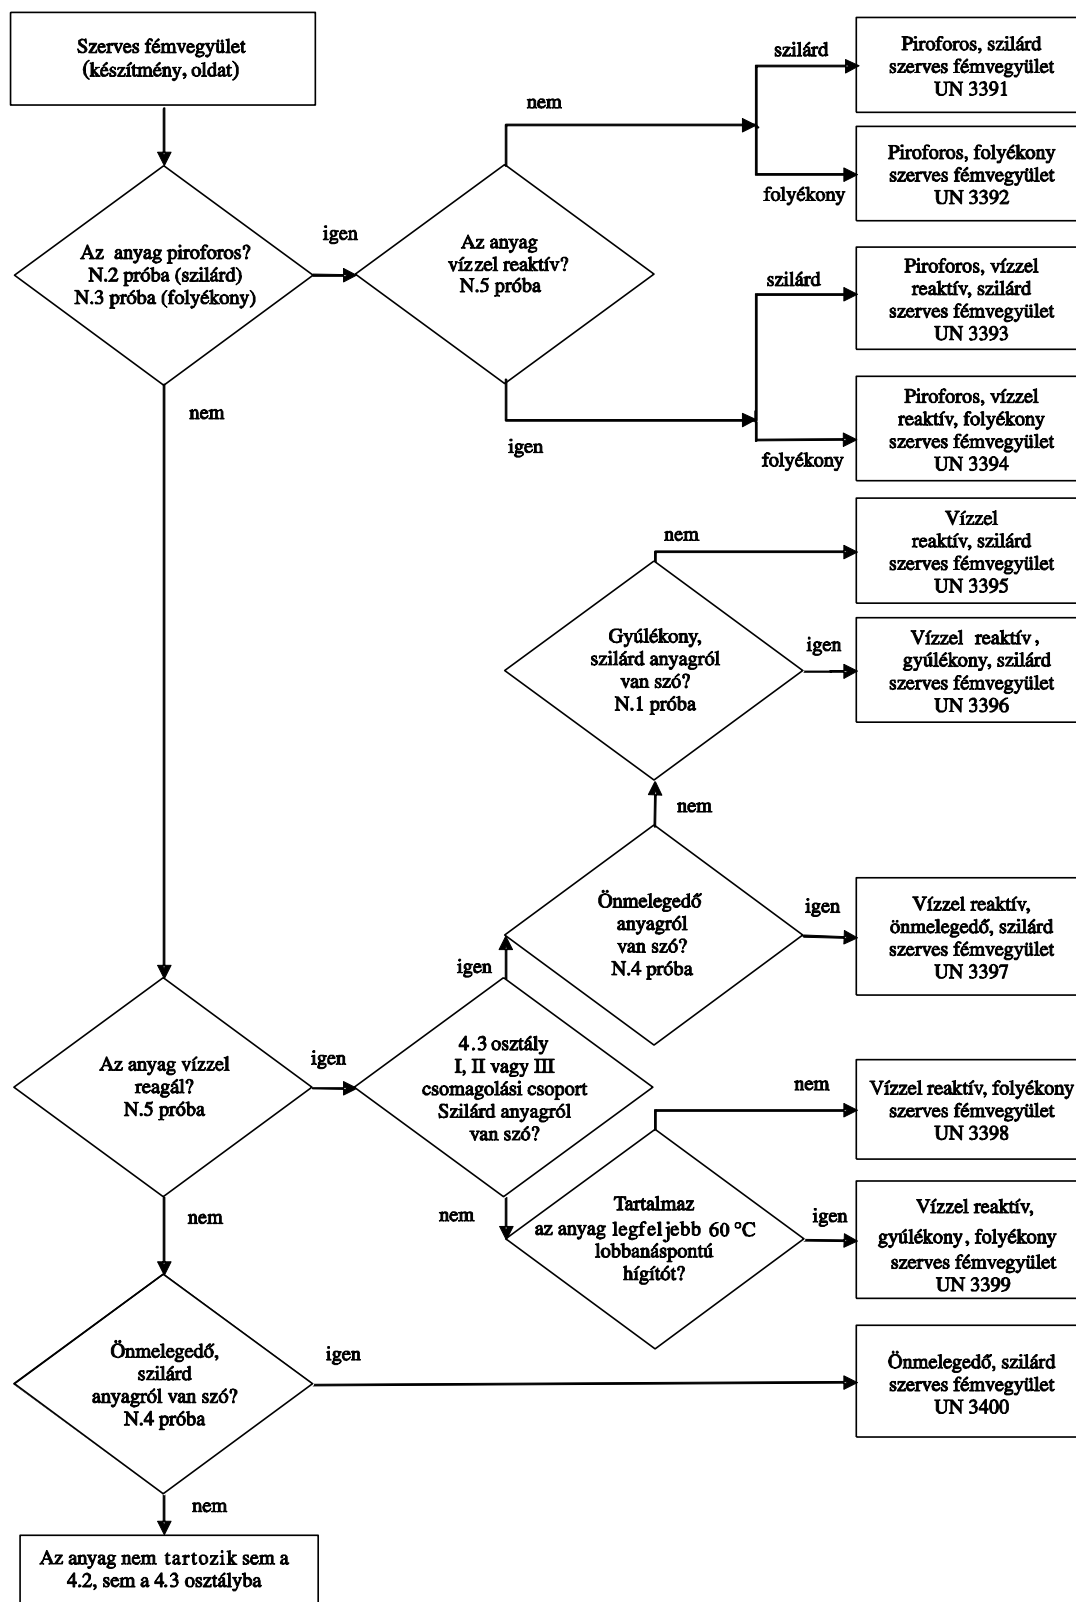 Szerves fémvegyület
(készítmény, oldat)
szilárd
Piroforos, szilárd
szerves fémvegyület
UN 3391
nem
Piroforos, folyékony
szerves fémvegyület
UN 3392
folyékony
Az anyag piroforos?
N.2 próba (szilárd)
N.3 próba (folyékony)
igen
Az anyag
vízzel reaktív?
N.5 próba
szilárd
Piroforos, vízzel
reaktív, szilárd
szerves fémvegyület
UN 3393
nem
igen
folyékony
Piroforos, vízzel
reaktív, folyékony
szerves fémvegyület
UN 3394
nem
Vízzel
reaktív, szilárd
szerves fémvegyület
UN 3395
Gyúlékony,
szilárd anyagról
van szó?
N.1 próba
igen
Vízzel reaktív,
gyúlékony, szilárd
szerves fémvegyület
UN 3396
nem
Önmelegedő
anyagról
van szó?
N.4 próba
igen
Vízzel reaktív,
önmelegedő, szilárd
szerves fémvegyület
UN 3397
igen
Az anyag vízzel
reagál?
N.5 próba
igen
4.3 osztály
I, II vagy III
csomagolási csoport
Szilárd anyagról
van szó?
nem
Vízzel reaktív, folyékony
szerves fémvegyület
UN 3398
nem
nem
Tartalmaz
az anyag legfeljebb 60 °C
lobbanáspontú
hígítót?
igen
Vízzel reaktív,
gyúlékony, folyékony
szerves fémvegyület
UN 3399
Önmelegedő,
szilárd
anyagról van szó?
N.4 próba
igen
Önmelegedő, szilárd
szerves fémvegyület
UN 3400
nem
Az anyag nem tartozik sem a
4.2, sem a 4.3 osztályba